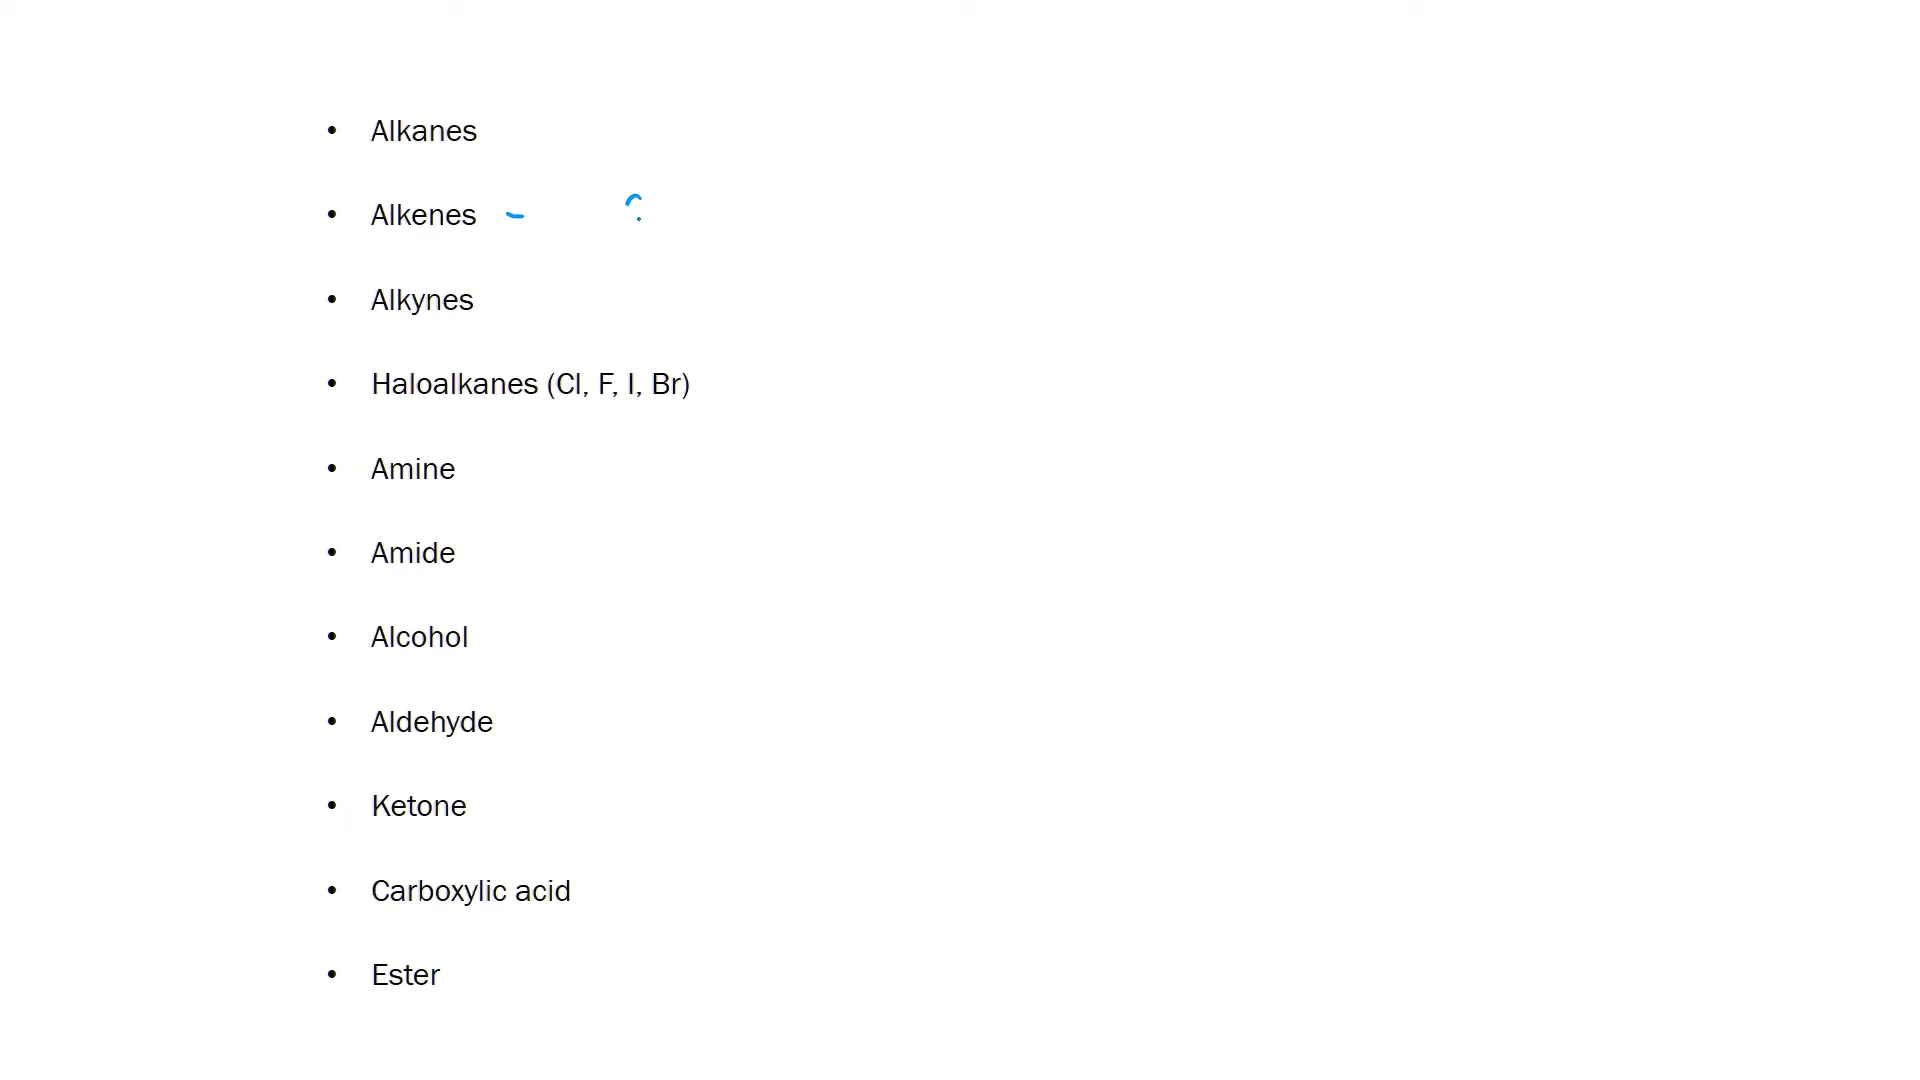 • Alkanes
• Alkenes -
• Alkynes
• Haloalkanes (Cl, F, I, Br)
• Amine
• Amide
• Alcohol
• Aldehyde
• Ketone
• Carboxylic acid
• Ester